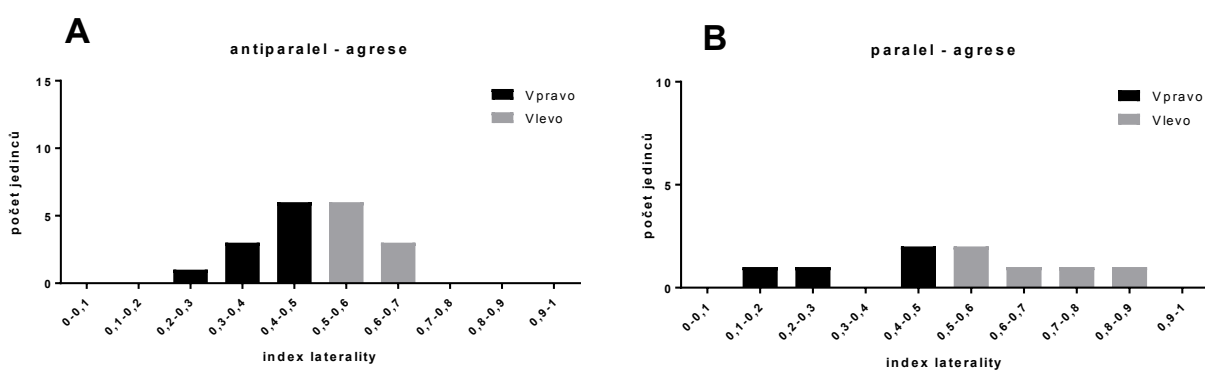 A
antiparalel - agrese
15
10
5
0
počet jedinců
Vpravo
Vlevo
0-0,1
0,1-0,2
0,2-0,3
0,3-0,4
0,4-0,5
0,5-0,6
0,6-0,7
0,7-0,8
0,8-0,9
0,9-1
index laterality
B
paralel - agrese
10
5
0
počet jedinců
Vpravo
Vlevo
0-0,1
0,1-0,2
0,2-0,3
0,3-0,4
0,4-0,5
0,5-0,6
0,6-0,7
0,7-0,8
0,8-0,9
0,9-1
index laterality